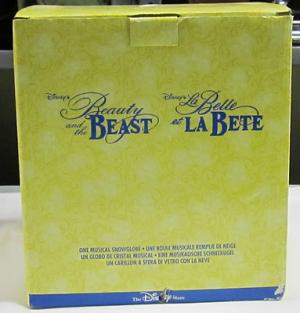 Disney's
Beauty
and the BEAST
Disney's
La Belle
et LA BETE
ONE MUSICAL SNOWGLOBE • UNE BOULE MUSICALE REMPLIE DE NEIGE
UN GLOBO DE CRISTAL MUSICAL • EINE MUSIKALISCHE SCHNEEKUGEL
UN CARILLON A SFERA DI VETRO CON LA NEVE
The Disney Store